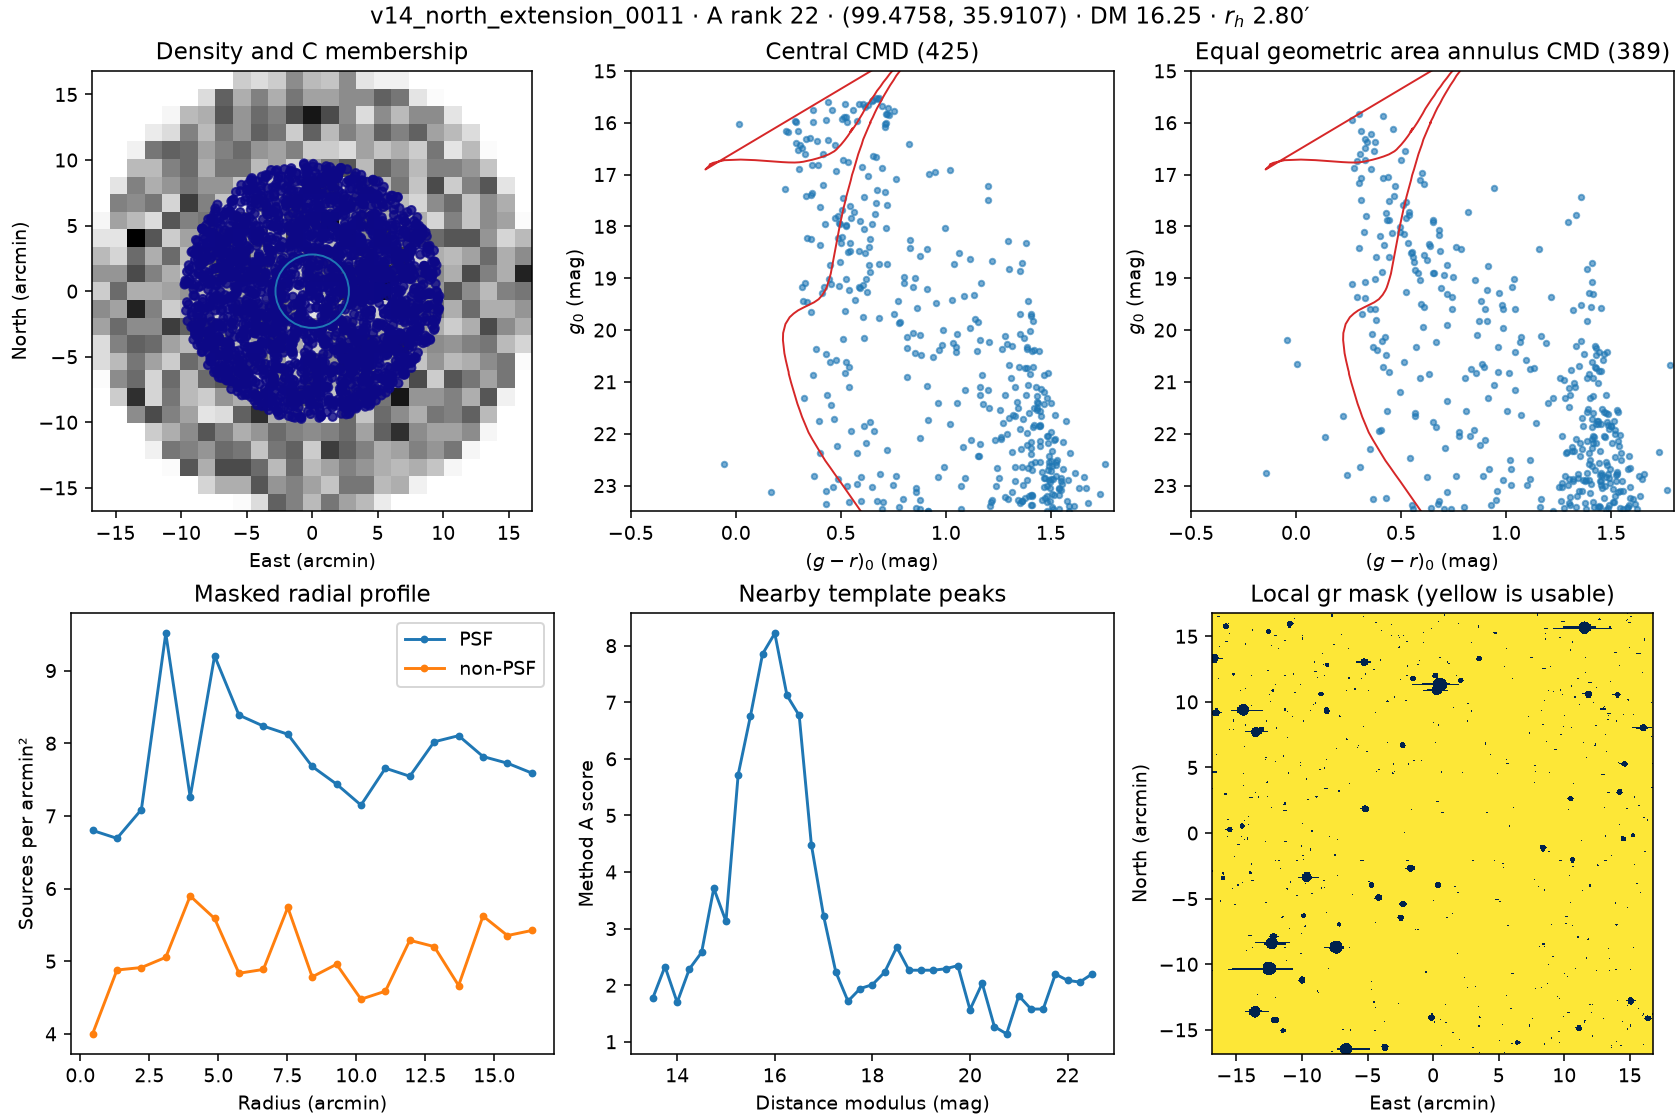 v14_north_extension_0011 · A rank 22 · (99.4758, 35.9107) · DM 16.25 · r_h 2.80′
Density and C membership
15
10
5
0
−5
−10
−15
North (arcmin)
−15 −10 −5 0 5 10 15
East (arcmin)
Central CMD (425)
15
16
17
18
19
20
21
22
23
g₀ (mag)
−0.5 0.0 0.5 1.0 1.5
(g − r)₀ (mag)
Equal geometric area annulus CMD (389)
15
16
17
18
19
20
21
22
23
g₀ (mag)
−0.5 0.0 0.5 1.0 1.5
(g − r)₀ (mag)
Masked radial profile
PSF
non-PSF
9
8
7
6
5
4
Sources per arcmin²
0.0 2.5 5.0 7.5 10.0 12.5 15.0
Radius (arcmin)
Nearby template peaks
8
7
6
5
4
3
2
1
Method A score
14 16 18 20 22
Distance modulus (mag)
Local gr mask (yellow is usable)
15
10
5
0
−5
−10
−15
North (arcmin)
−15 −10 −5 0 5 10 15
East (arcmin)